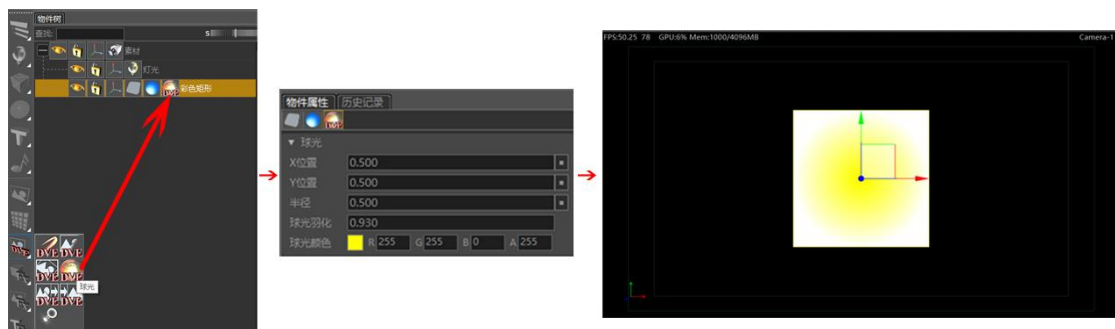 物件树
查找:
S
素材
灯光
彩色矩形
DVE
T
DVE
DVE DVE
DVE DVE
球光
DVE DVE
物件属性 历史记录
DVE
▼ 球光
X位置 0.500
Y位置 0.500
半径 0.500
球光羽化 0.930
球光颜色 R 255 G 255 B 0 A 255
FPS:50.25 78 GPU:6% Mem:1000/4096MB
Camera-1